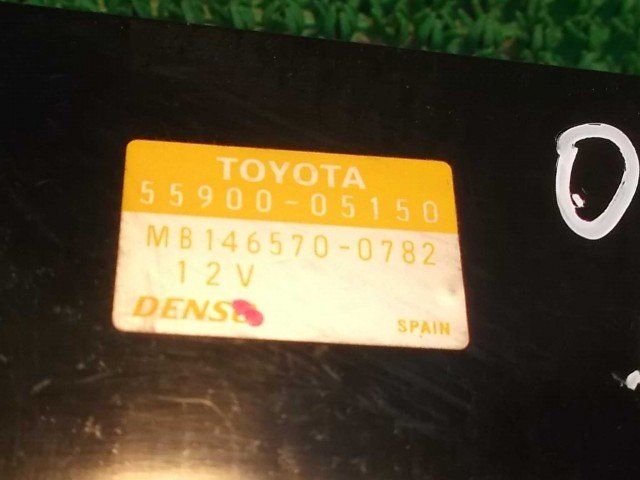 TOYOTA
55900-05150
MB146570-0782
12V
DENSO
SPAIN